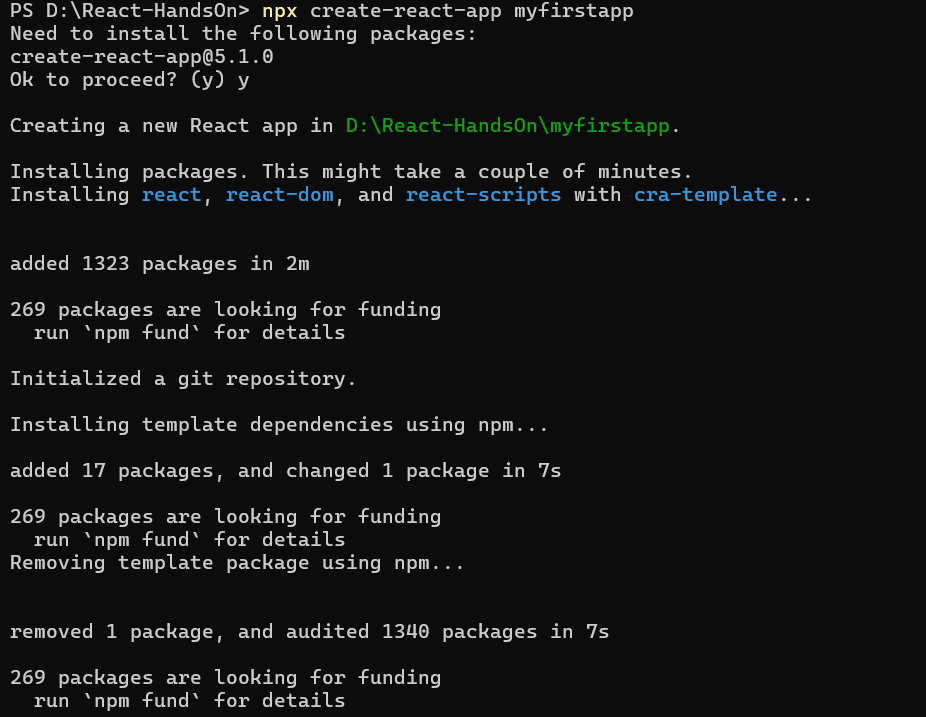 PS D:\React-HandsOn> npx create-react-app myfirstapp
Need to install the following packages:
create-react-app@5.1.0
Ok to proceed? (y) y
Creating a new React app in D:\React-HandsOn\myfirstapp.
Installing packages. This might take a couple of minutes.
Installing react, react-dom, and react-scripts with cra-template...
added 1323 packages in 2m
269 packages are looking for funding
  run `npm fund` for details
Initialized a git repository.
Installing template dependencies using npm...
added 17 packages, and changed 1 package in 7s
269 packages are looking for funding
  run `npm fund` for details
Removing template package using npm...
removed 1 package, and audited 1340 packages in 7s
269 packages are looking for funding
  run `npm fund` for details